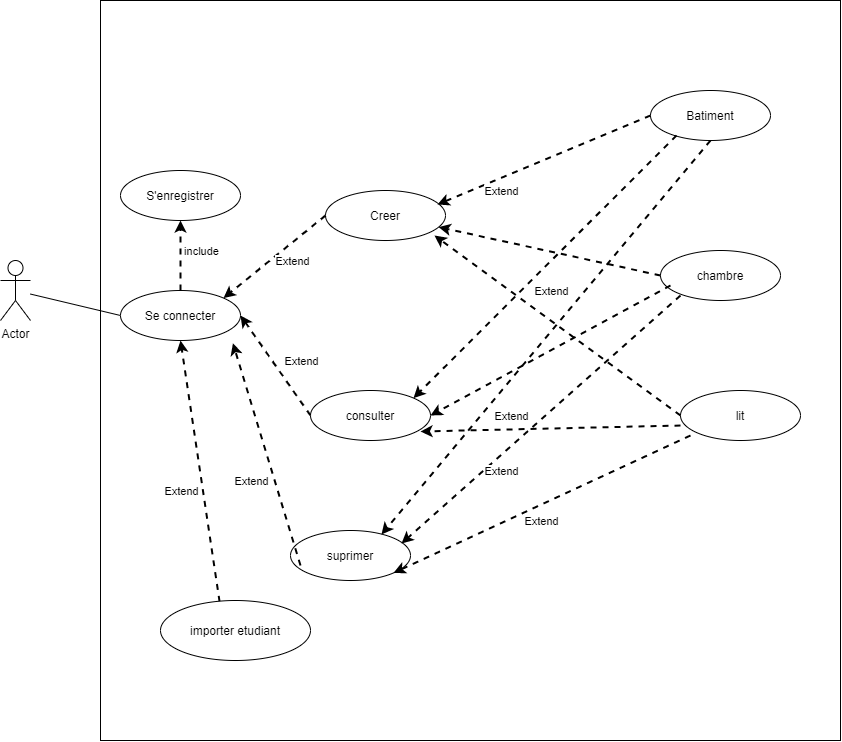 Batiment
Extend
S'enregistrer
Creer
include
Extend
chambre
Extend
Actor
Se connecter
Extend
consulter
Extend
lit
Extend
Extend
Extend
Extend
suprimer
importer etudiant